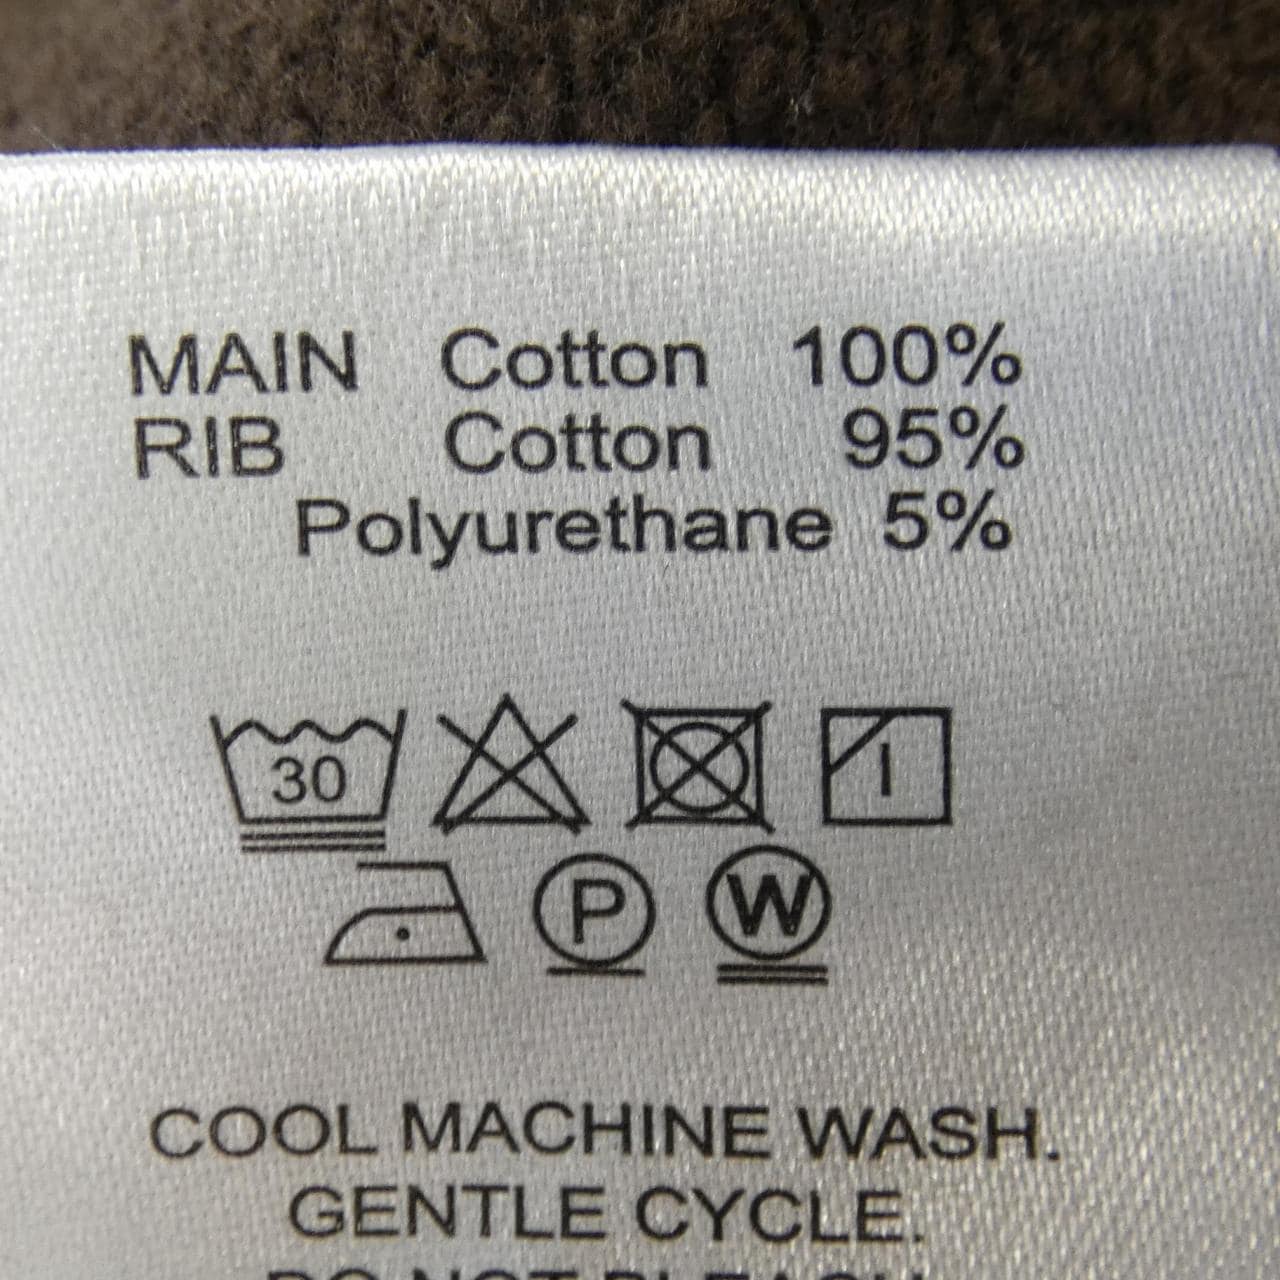 MAIN Cotton 100%
RIB Cotton 95%
Polyurethane 5%
30
P W
COOL MACHINE WASH.
GENTLE CYCLE.